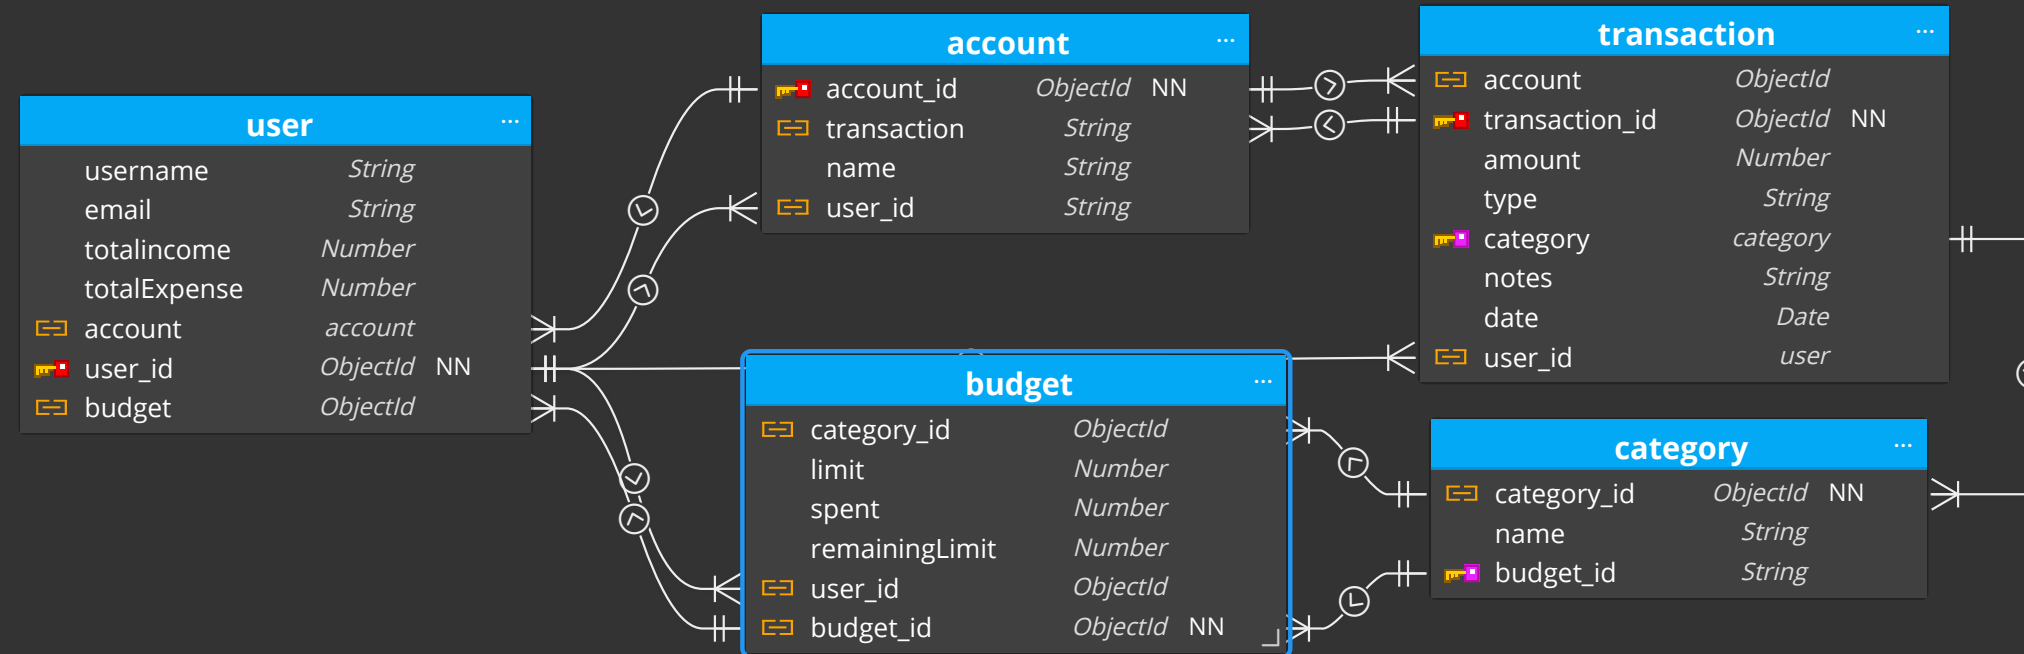 user ...
username String
email String
totalincome Number
totalExpense Number
account account
user_id ObjectId NN
budget ObjectId
account ...
account_id ObjectId NN
transaction String
name String
user_id String
transaction ...
account ObjectId
transaction_id ObjectId NN
amount Number
type String
category category
notes String
date Date
user_id user
budget ...
category_id ObjectId
limit Number
spent Number
remainingLimit Number
user_id ObjectId
budget_id ObjectId NN
category ...
category_id ObjectId NN
name String
budget_id String